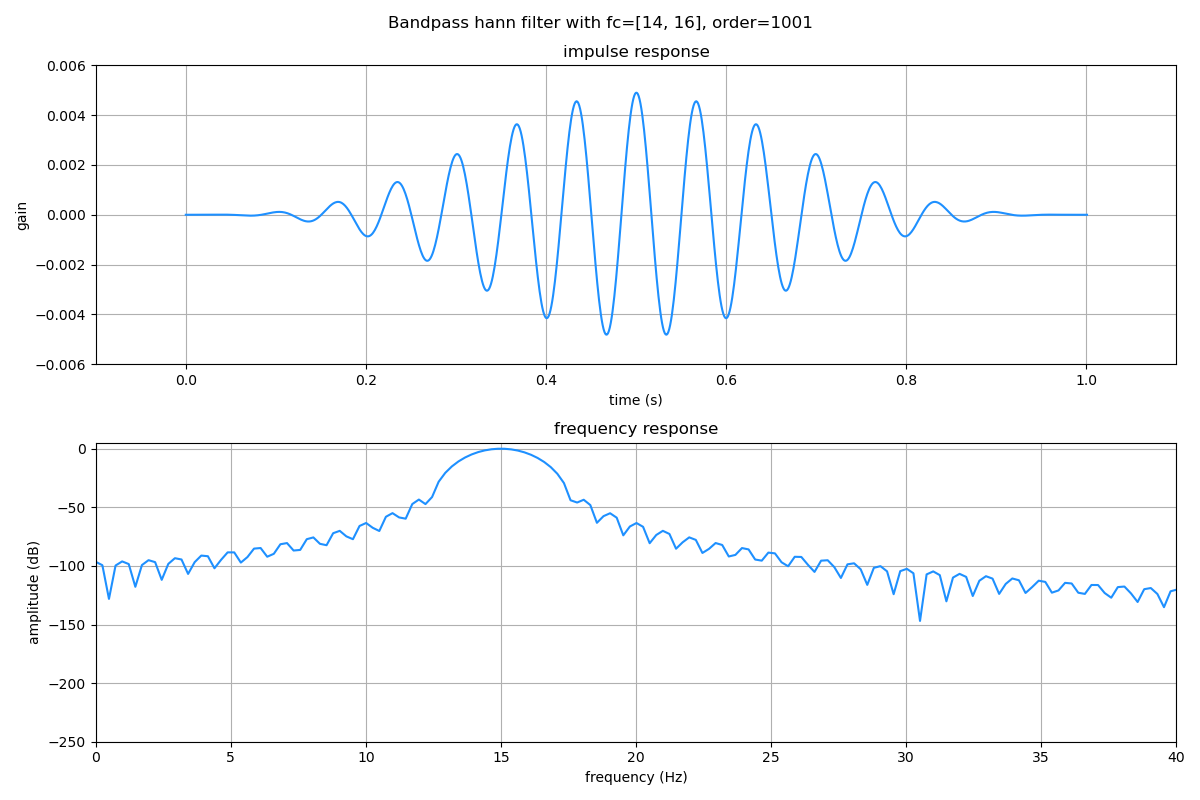 Bandpass hann filter with fc=[14, 16], order=1001
impulse response
0.006
0.004
0.002
0.000
−0.002
−0.004
−0.006
gain
0.0 0.2 0.4 0.6 0.8 1.0
time (s)
frequency response
0
−50
−100
−150
−200
−250
amplitude (dB)
0 5 10 15 20 25 30 35 40
frequency (Hz)